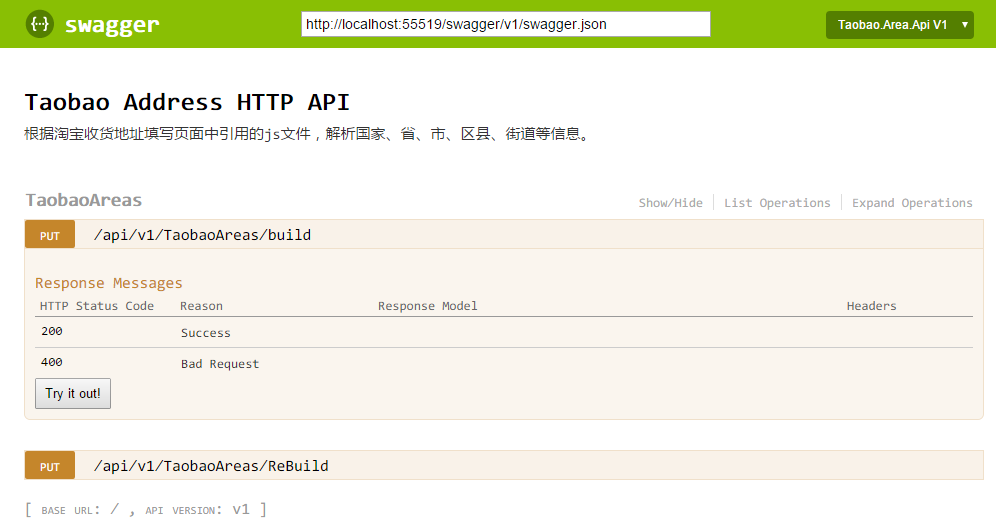 {··} swagger http://localhost:55519/swagger/v1/swagger.json Taobao.Area.Api V1
Taobao Address HTTP API
根据淘宝收货地址填写页面中引用的js文件，解析国家、省、市、区县、街道等信息。
TaobaoAreas Show/Hide List Operations Expand Operations
PUT /api/v1/TaobaoAreas/build
Response Messages
HTTP Status Code Reason Response Model Headers
200 Success
400 Bad Request
Try it out!
PUT /api/v1/TaobaoAreas/ReBuild
[ BASE URL: / , API VERSION: v1 ]